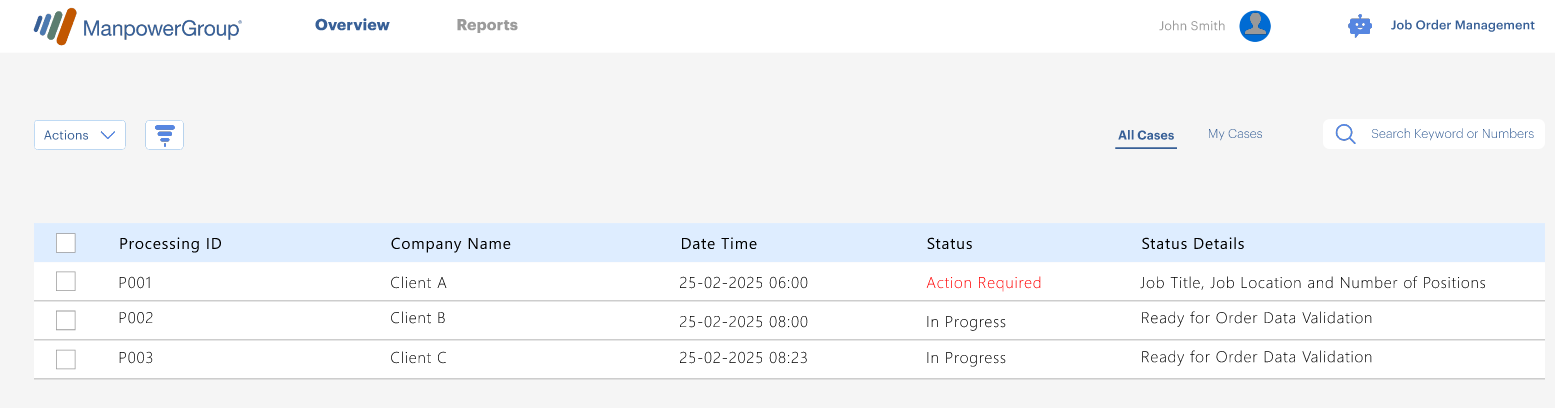 ManpowerGroup® Overview Reports John Smith Job Order Management
Actions All Cases My Cases Search Keyword or Numbers
Processing ID Company Name Date Time Status Status Details
P001 Client A 25-02-2025 06:00 Action Required Job Title, Job Location and Number of Positions
P002 Client B 25-02-2025 08:00 In Progress Ready for Order Data Validation
P003 Client C 25-02-2025 08:23 In Progress Ready for Order Data Validation